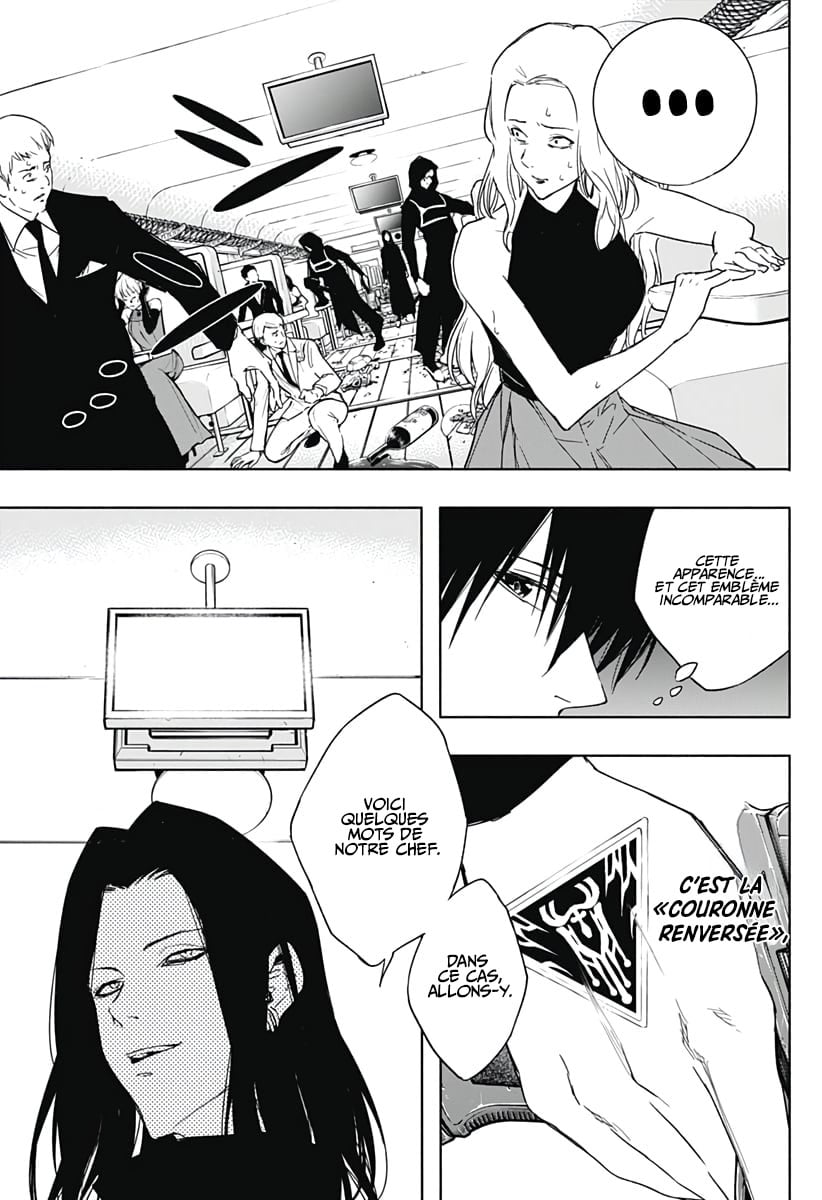 ...
CETTE
APPARENCE...
ET CET EMBLÈME
INCOMPARABLE...
C'EST LA
«COURONNE
RENVERSÉE»,
VOICI
QUELQUES
MOTS DE
NOTRE CHEF.
DANS
CE CAS,
ALLONS-Y.